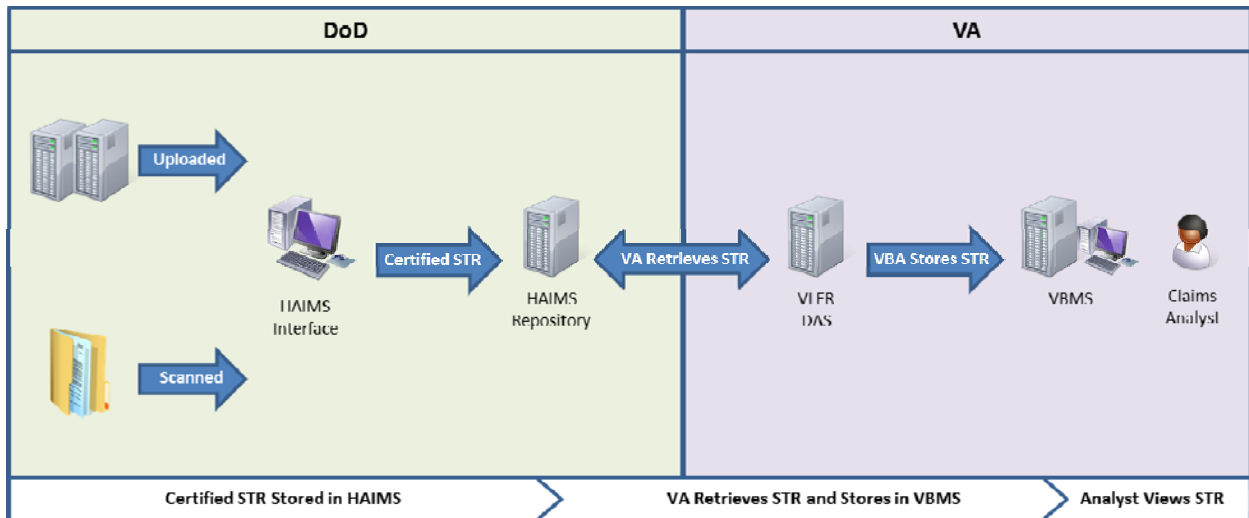 DoD
VA
Uploaded
Scanned
HAIMS
Interface
Certified STR
HAIMS
Repository
VA Retrieves STR
VLER
DAS
VBA Stores STR
VBMS
Claims
Analyst
Certified STR Stored in HAIMS
VA Retrieves STR and Stores in VBMS
Analyst Views STR